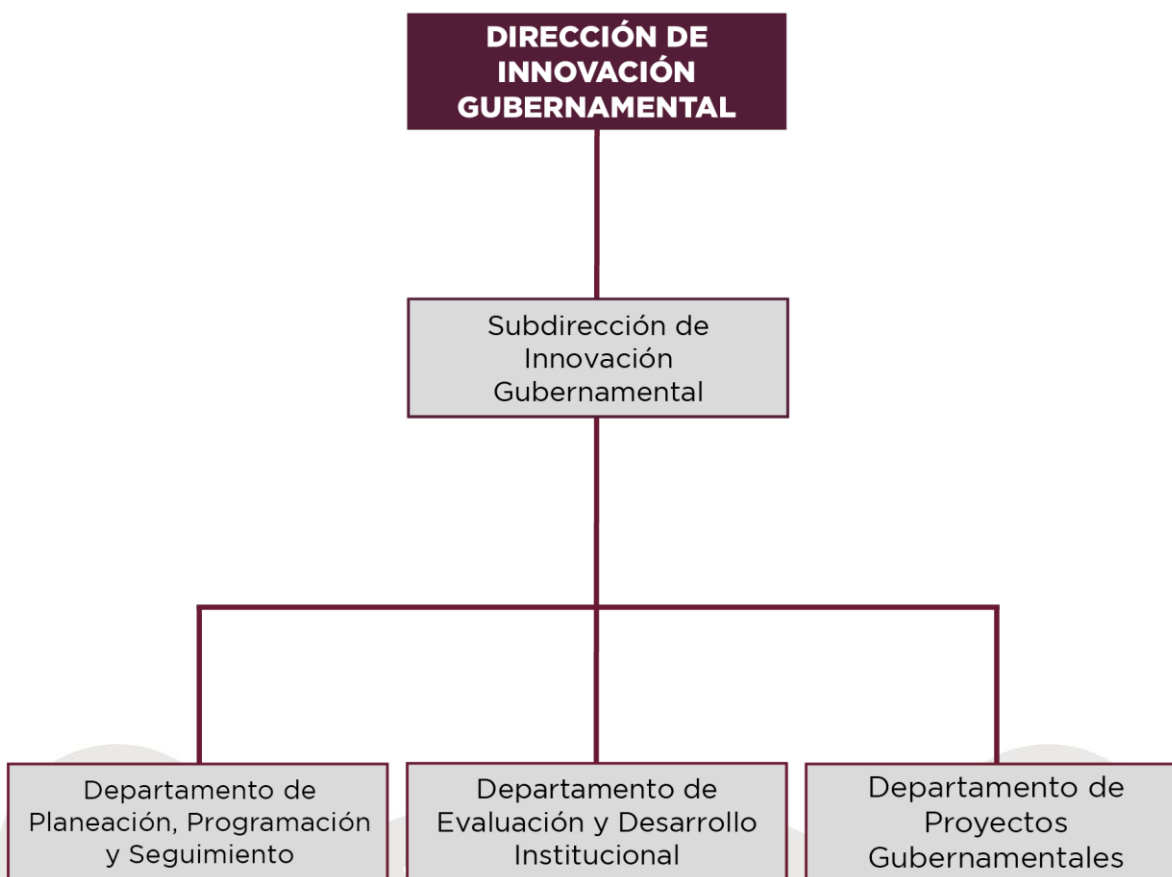 DIRECCIÓN DE
INNOVACIÓN
GUBERNAMENTAL
Subdirección de
Innovación
Gubernamental
Departamento de
Planeación, Programación
y Seguimiento
Departamento de
Evaluación y Desarrollo
Institucional
Departamento de
Proyectos
Gubernamentales